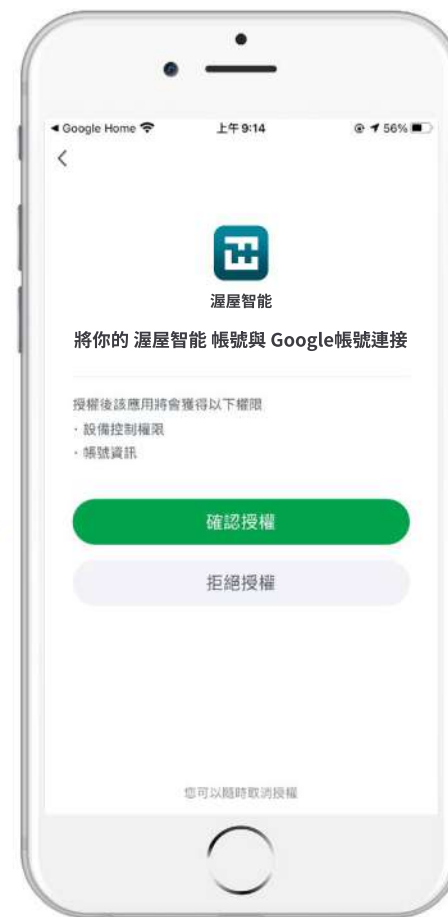 ◀ Google Home
上午 9:14
56%
渥屋智能
將你的 渥屋智能 帳號與 Google帳號連接
授權後該應用將會獲得以下權限
· 設備控制權限
· 帳號資訊
確認授權
拒絕授權
您可以隨時取消授權